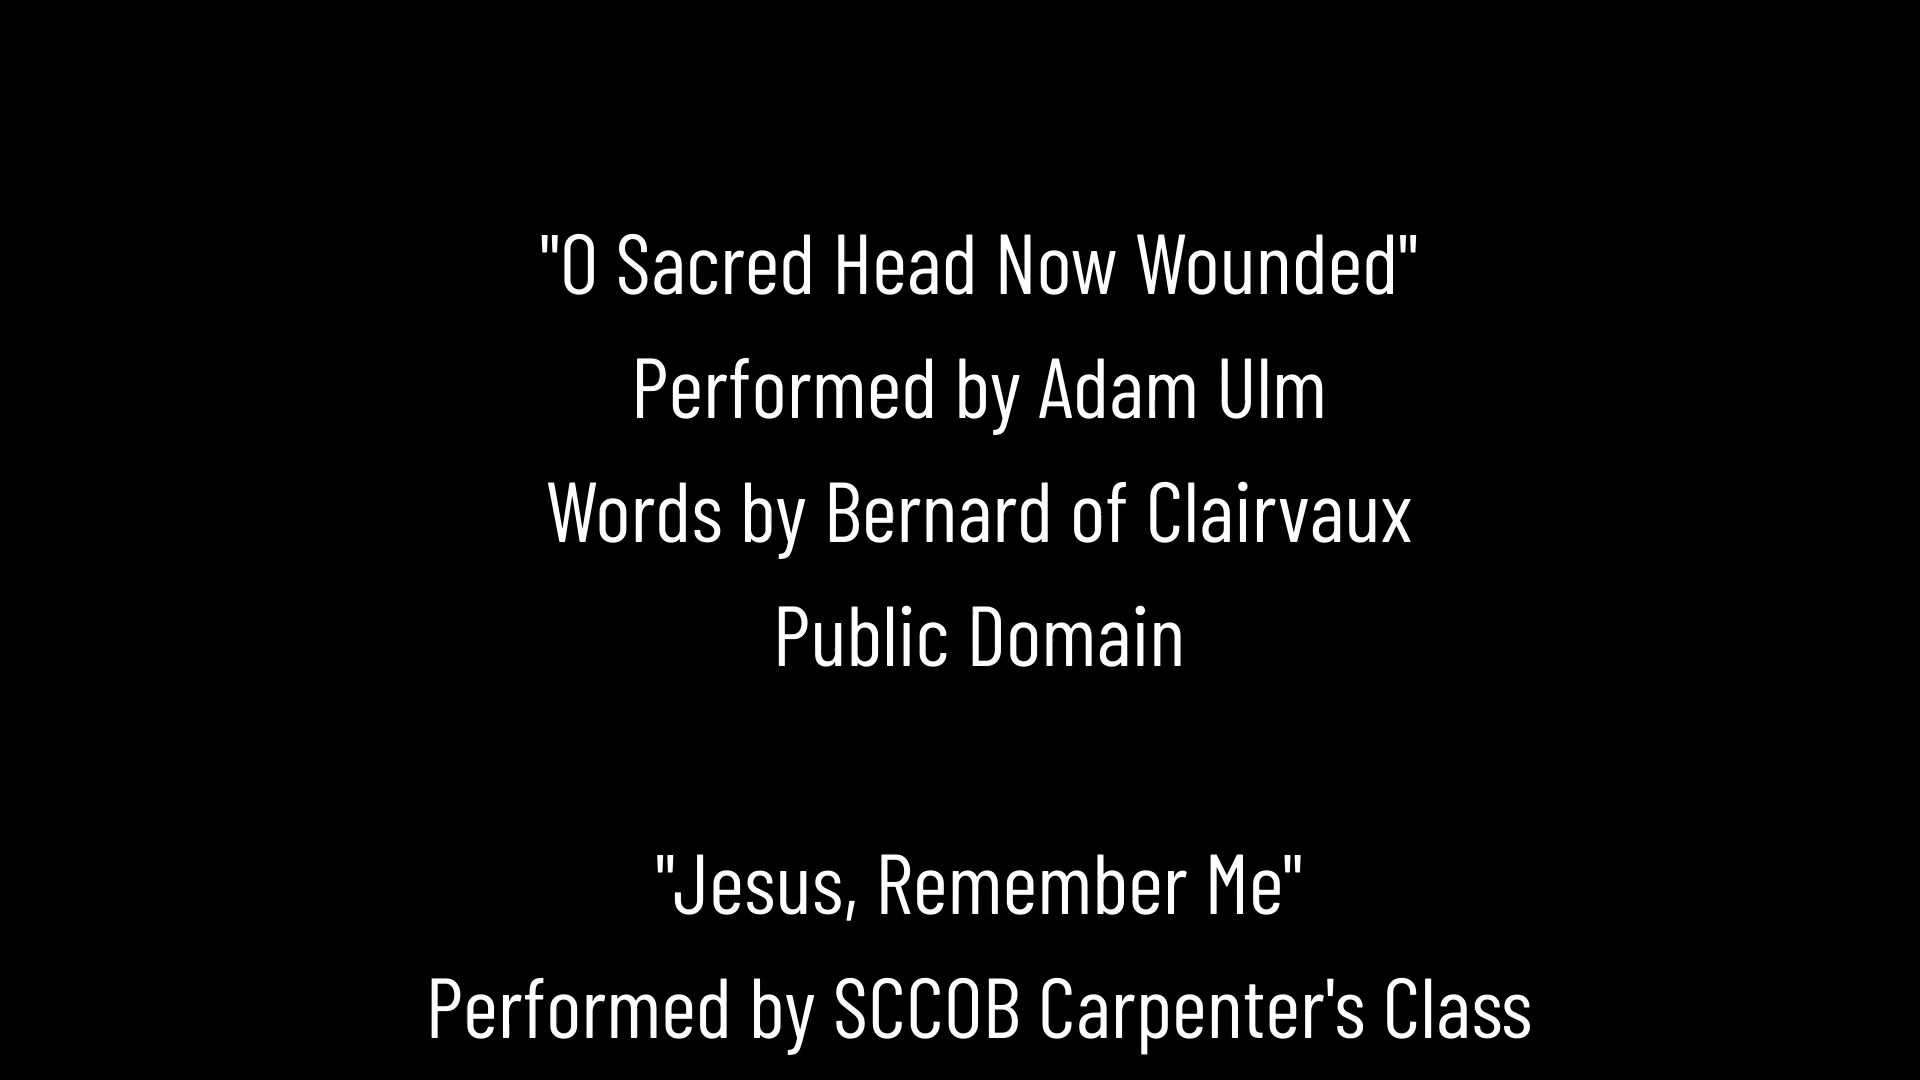 "O Sacred Head Now Wounded"
Performed by Adam Ulm
Words by Bernard of Clairvaux
Public Domain
"Jesus, Remember Me"
Performed by SCCOB Carpenter's Class